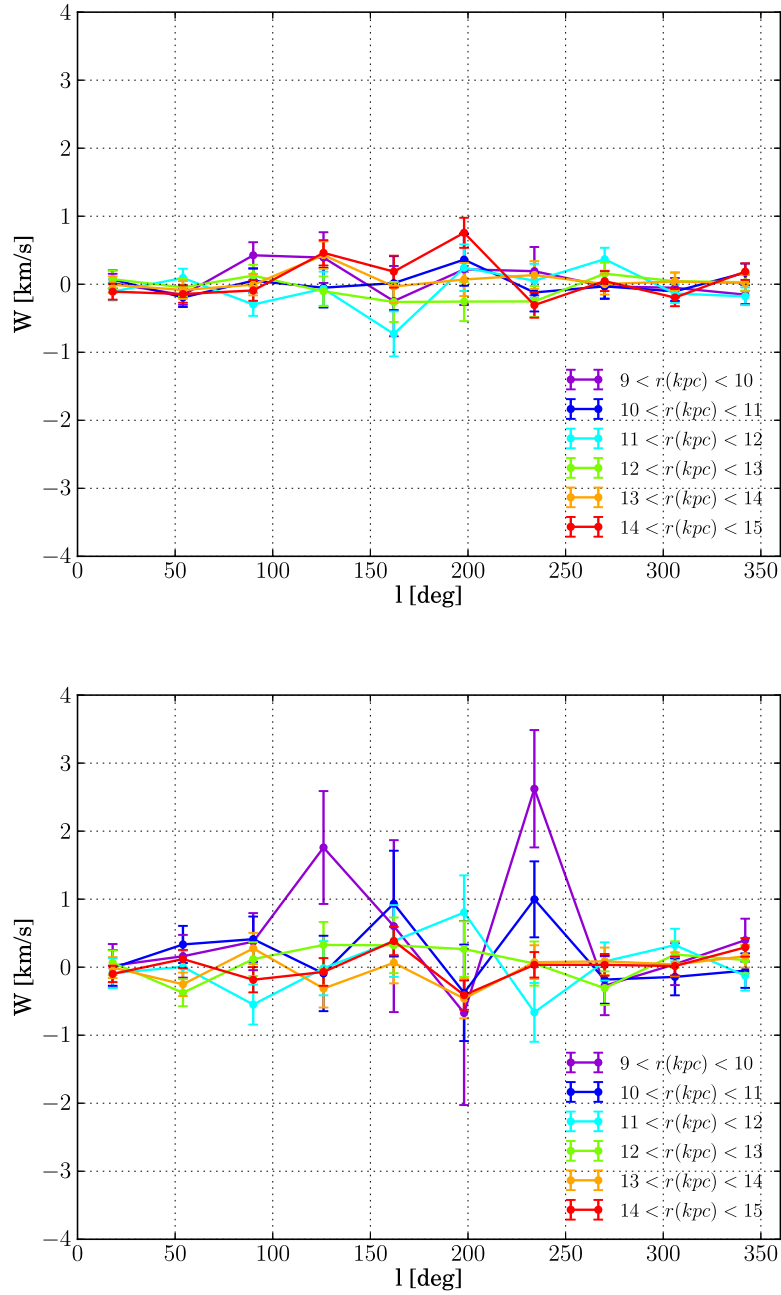 4
3
2
1
0
−1
−2
−3
−4
W [km/s]
9 < r(kpc) < 10
10 < r(kpc) < 11
11 < r(kpc) < 12
12 < r(kpc) < 13
13 < r(kpc) < 14
14 < r(kpc) < 15
0 50 100 150 200 250 300 350
l [deg]
4
3
2
1
0
−1
−2
−3
−4
W [km/s]
9 < r(kpc) < 10
10 < r(kpc) < 11
11 < r(kpc) < 12
12 < r(kpc) < 13
13 < r(kpc) < 14
14 < r(kpc) < 15
0 50 100 150 200 250 300 350
l [deg]